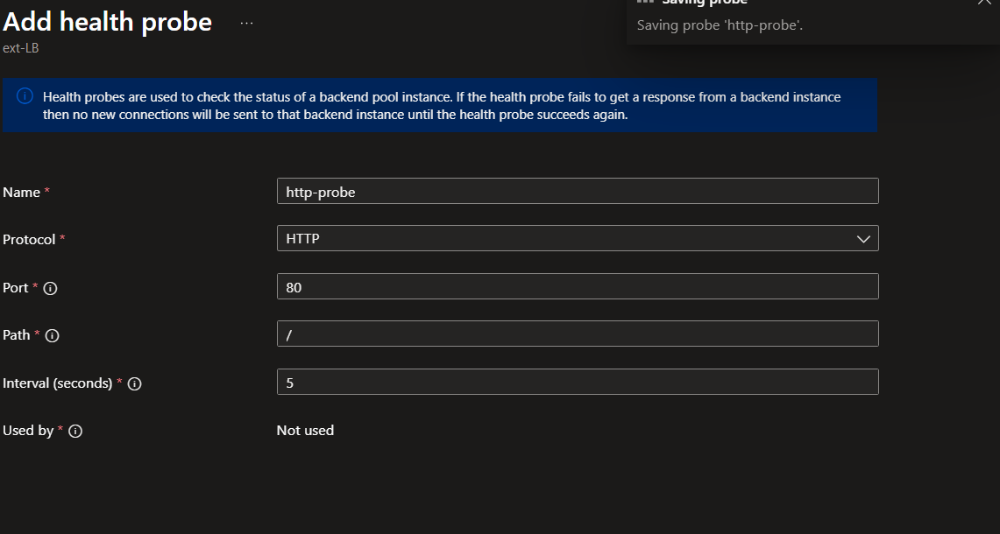 Add health probe ...
ext-LB
Saving probe
Saving probe 'http-probe'.
Health probes are used to check the status of a backend pool instance. If the health probe fails to get a response from a backend instance
then no new connections will be sent to that backend instance until the health probe succeeds again.
Name *
http-probe
Protocol *
HTTP
Port *
80
Path *
/
Interval (seconds) *
5
Used by *
Not used